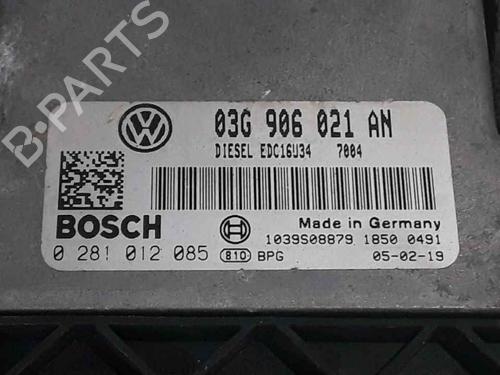 03G 906 021 AN
DIESEL EDC16U34 7004
BOSCH
Made in Germany
1039S08879 1850 0491
0 281 012 085 810 BPG 05-02-19
B-PARTS
B-PARTS